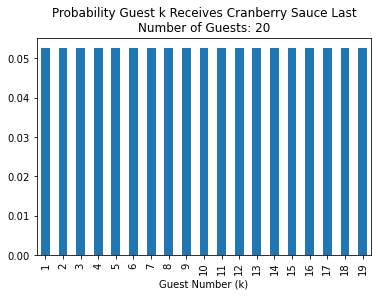 Probability Guest k Receives Cranberry Sauce Last
Number of Guests: 20
0.05
0.04
0.03
0.02
0.01
0.00
1 2 3 4 5 6 7 8 9 10 11 12 13 14 15 16 17 18 19
Guest Number (k)